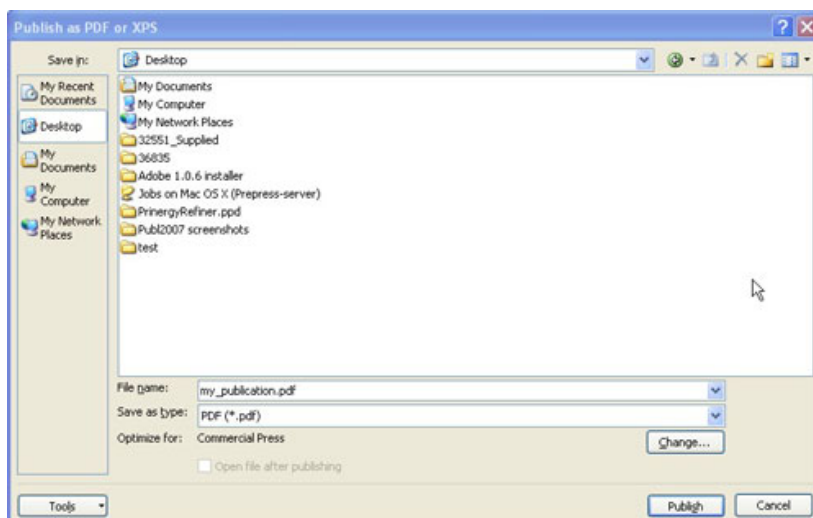 Publish as PDF or XPS
Save in:
Desktop
My Recent
Documents
Desktop
My
Documents
My
Computer
My Network
Places
My Documents
My Computer
My Network Places
32551_Supplied
36835
Adobe 1.0.6 installer
Jobs on Mac OS X (Prepress-server)
PrinergyRefiner.ppd
Publ2007 screenshots
test
File name:
my_publication.pdf
Save as type:
PDF (*.pdf)
Optimize for:
Commercial Press
Change...
Open file after publishing
Tools
Publish
Cancel